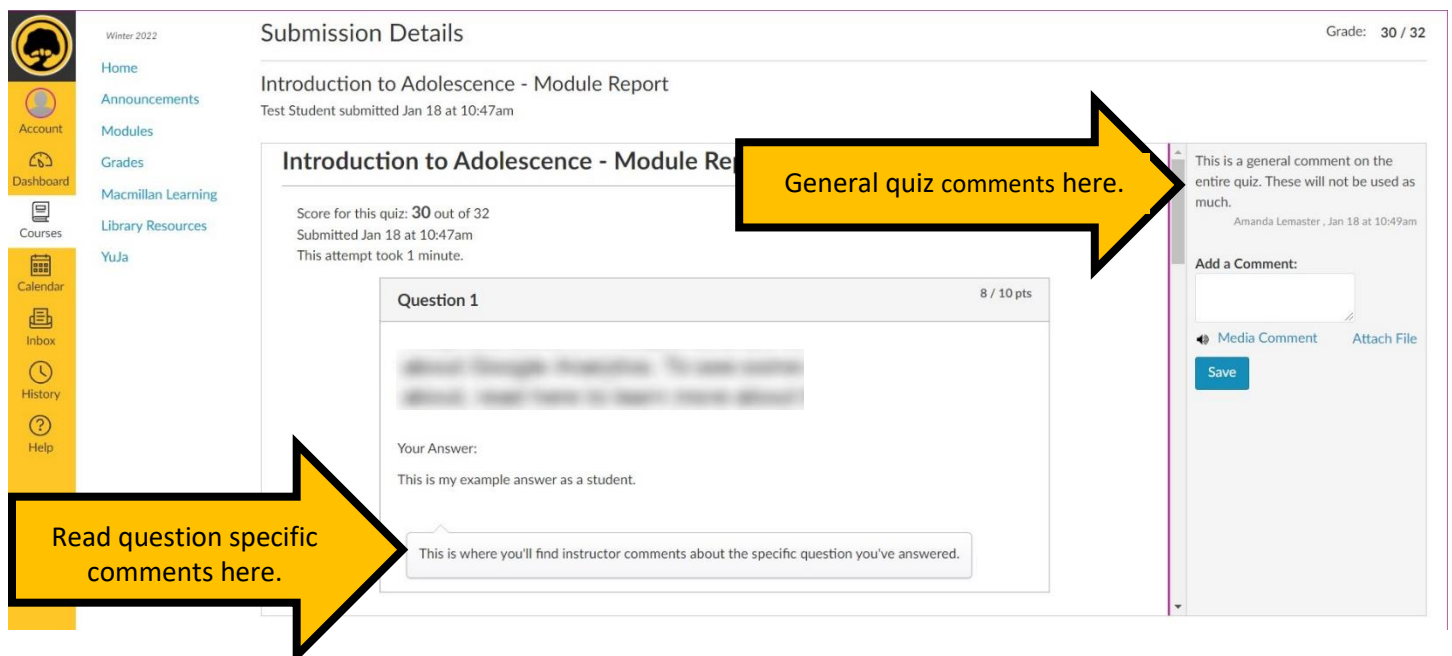 Account
Dashboard
Courses
Calendar
Inbox
History
Help
Winter 2022
Home
Announcements
Modules
Grades
Macmillan Learning
Library Resources
YuJa
Submission Details
Grade: 30 / 32
Introduction to Adolescence - Module Report
Test Student submitted Jan 18 at 10:47am
Introduction to Adolescence - Module Rep
Score for this quiz: 30 out of 32
Submitted Jan 18 at 10:47am
This attempt took 1 minute.
Question 1
8 / 10 pts
Your Answer:
This is my example answer as a student.
This is where you'll find instructor comments about the specific question you've answered.
Read question specific
comments here.
General quiz comments here.
This is a general comment on the
entire quiz. These will not be used as
much.
Amanda Lemaster , Jan 18 at 10:49am
Add a Comment:
Media Comment
Attach File
Save